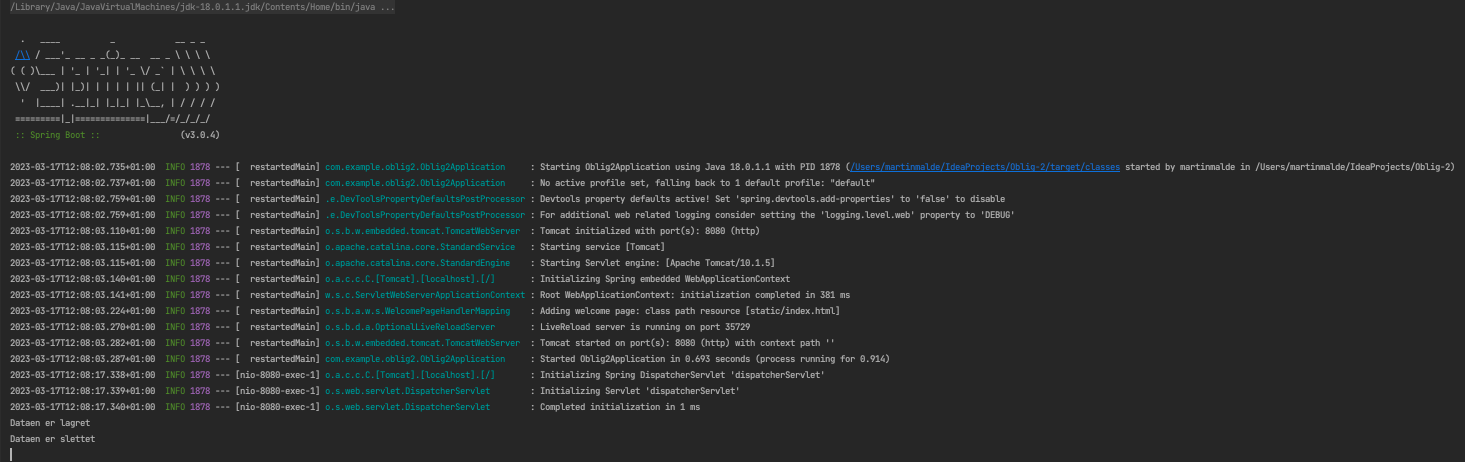 /Library/Java/JavaVirtualMachines/jdk-18.0.1.1.jdk/Contents/Home/bin/java ...
  .   ____          _            __ _ _
 /\\ / ___'_ __ _ _(_)_ __  __ _ \ \ \ \
( ( )\___ | '_ | '_| | '_ \/ _` | \ \ \ \
 \\/  ___)| |_)| | | | | || (_| |  ) ) ) )
  '  |____| .__|_| |_|_| |_\__, | / / / /
 =========|_|==============|___/=/_/_/_/
 :: Spring Boot ::                (v3.0.4)
2023-03-17T12:08:02.735+01:00  INFO 1878 --- [  restartedMain] com.example.oblig2.Oblig2Application     : Starting Oblig2Application using Java 18.0.1.1 with PID 1878 (/Users/martinmalde/IdeaProjects/Oblig-2/target/classes started by martinmalde in /Users/martinmalde/IdeaProjects/Oblig-2)
2023-03-17T12:08:02.737+01:00  INFO 1878 --- [  restartedMain] com.example.oblig2.Oblig2Application     : No active profile set, falling back to 1 default profile: "default"
2023-03-17T12:08:02.759+01:00  INFO 1878 --- [  restartedMain] .e.DevToolsPropertyDefaultsPostProcessor : Devtools property defaults active! Set 'spring.devtools.add-properties' to 'false' to disable
2023-03-17T12:08:02.759+01:00  INFO 1878 --- [  restartedMain] .e.DevToolsPropertyDefaultsPostProcessor : For additional web related logging consider setting the 'logging.level.web' property to 'DEBUG'
2023-03-17T12:08:03.110+01:00  INFO 1878 --- [  restartedMain] o.s.b.w.embedded.tomcat.TomcatWebServer  : Tomcat initialized with port(s): 8080 (http)
2023-03-17T12:08:03.115+01:00  INFO 1878 --- [  restartedMain] o.apache.catalina.core.StandardService   : Starting service [Tomcat]
2023-03-17T12:08:03.115+01:00  INFO 1878 --- [  restartedMain] o.apache.catalina.core.StandardEngine    : Starting Servlet engine: [Apache Tomcat/10.1.5]
2023-03-17T12:08:03.140+01:00  INFO 1878 --- [  restartedMain] o.a.c.c.C.[Tomcat].[localhost].[/]       : Initializing Spring embedded WebApplicationContext
2023-03-17T12:08:03.141+01:00  INFO 1878 --- [  restartedMain] w.s.c.ServletWebServerApplicationContext : Root WebApplicationContext: initialization completed in 381 ms
2023-03-17T12:08:03.224+01:00  INFO 1878 --- [  restartedMain] o.s.b.a.w.s.WelcomePageHandlerMapping    : Adding welcome page: class path resource [static/index.html]
2023-03-17T12:08:03.270+01:00  INFO 1878 --- [  restartedMain] o.s.b.d.a.OptionalLiveReloadServer       : LiveReload server is running on port 35729
2023-03-17T12:08:03.282+01:00  INFO 1878 --- [  restartedMain] o.s.b.w.embedded.tomcat.TomcatWebServer  : Tomcat started on port(s): 8080 (http) with context path ''
2023-03-17T12:08:03.287+01:00  INFO 1878 --- [  restartedMain] com.example.oblig2.Oblig2Application     : Started Oblig2Application in 0.693 seconds (process running for 0.914)
2023-03-17T12:08:17.338+01:00  INFO 1878 --- [nio-8080-exec-1] o.a.c.c.C.[Tomcat].[localhost].[/]       : Initializing Spring DispatcherServlet 'dispatcherServlet'
2023-03-17T12:08:17.339+01:00  INFO 1878 --- [nio-8080-exec-1] o.s.web.servlet.DispatcherServlet        : Initializing Servlet 'dispatcherServlet'
2023-03-17T12:08:17.340+01:00  INFO 1878 --- [nio-8080-exec-1] o.s.web.servlet.DispatcherServlet        : Completed initialization in 1 ms
Dataen er lagret
Dataen er slettet